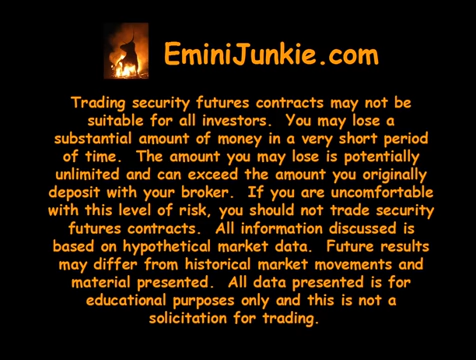 EminiJunkie.com
Trading security futures contracts may not be
suitable for all investors.  You may lose a
substantial amount of money in a very short period
of time.  The amount you may lose is potentially
unlimited and can exceed the amount you originally
deposit with your broker.  If you are uncomfortable
with this level of risk, you should not trade security
futures contracts.  All information discussed is
based on hypothetical market data.  Future results
may differ from historical market movements and
material presented.  All data presented is for
educational purposes only and this is not a
solicitation for trading.